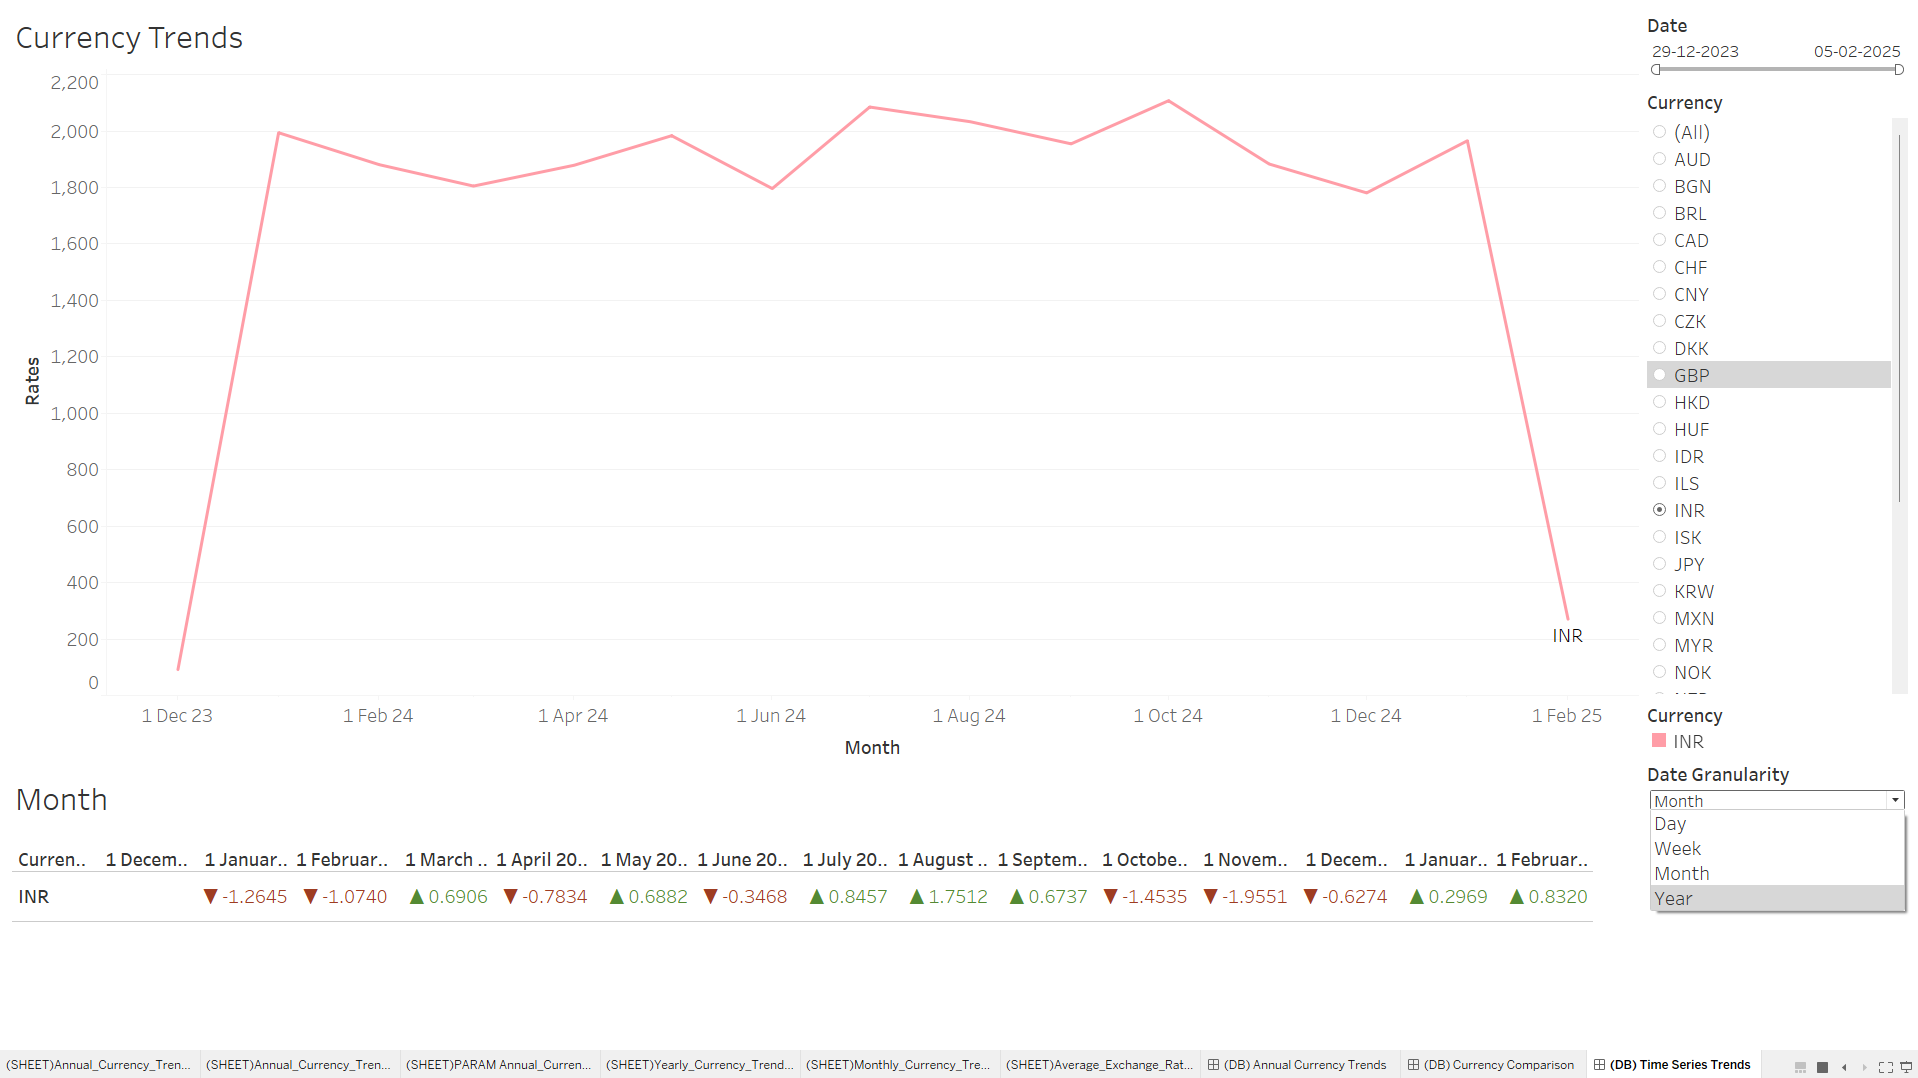 Currency Trends
2,200
2,000
1,800
1,600
1,400
1,200
1,000
800
600
400
200
0
Rates
INR
1 Dec 23 1 Feb 24 1 Apr 24 1 Jun 24 1 Aug 24 1 Oct 24 1 Dec 24 1 Feb 25
Month
Date
29-12-2023 05-02-2025
Currency
(All)
AUD
BGN
BRL
CAD
CHF
CNY
CZK
DKK
GBP
HKD
HUF
IDR
ILS
INR
ISK
JPY
KRW
MXN
MYR
NOK
Currency
INR
Date Granularity
Month
Day
Week
Month
Year
Month
Curren.. 1 Decem.. 1 Januar.. 1 Februar.. 1 March .. 1 April 20.. 1 May 20.. 1 June 20.. 1 July 20.. 1 August .. 1 Septem.. 1 Octobe.. 1 Novem.. 1 Decem.. 1 Januar.. 1 Februar..
INR ▼ -1.2645 ▼ -1.0740 ▲ 0.6906 ▼ -0.7834 ▲ 0.6882 ▼ -0.3468 ▲ 0.8457 ▲ 1.7512 ▲ 0.6737 ▼ -1.4535 ▼ -1.9551 ▼ -0.6274 ▲ 0.2969 ▲ 0.8320
(SHEET)Annual_Currency_Tren... (SHEET)Annual_Currency_Tren... (SHEET)PARAM Annual_Curren... (SHEET)Yearly_Currency_Trend... (SHEET)Monthly_Currency_Tre... (SHEET)Average_Exchange_Rat... (DB) Annual Currency Trends (DB) Currency Comparison (DB) Time Series Trends